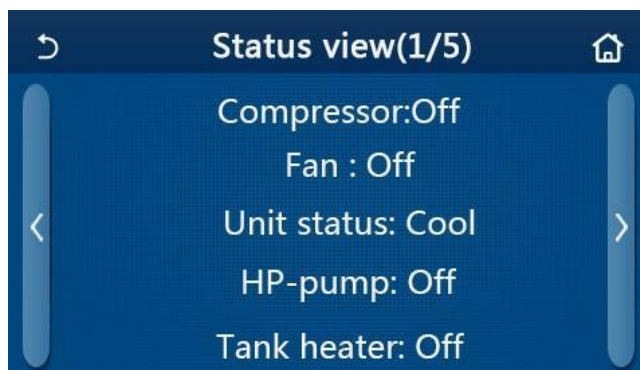 Status view(1/5)
Compressor:Off
Fan : Off
Unit status: Cool
HP-pump: Off
Tank heater: Off